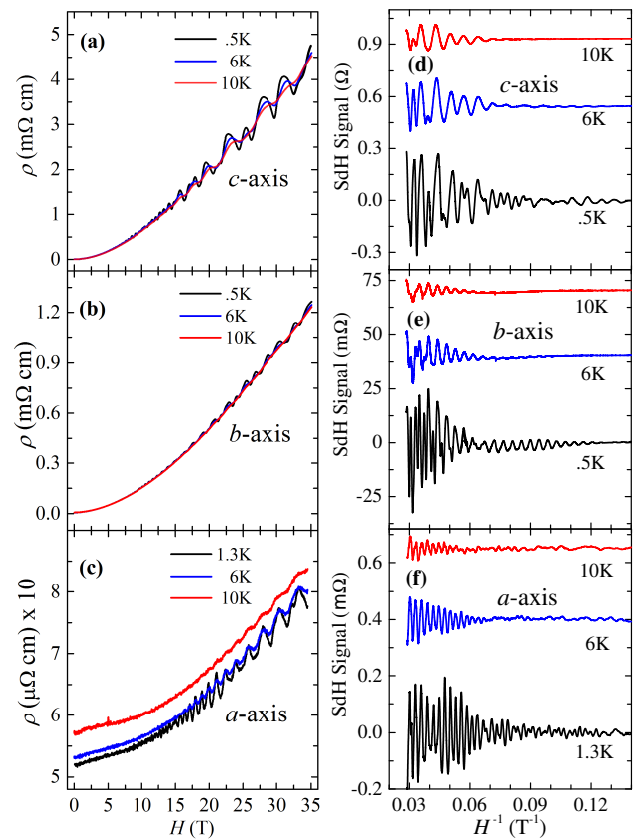 (a)
.5K
6K
10K
c-axis
ρ (mΩ cm)
5
4
3
2
1
0
(b)
.5K
6K
10K
b-axis
ρ (mΩ cm)
1.2
0.9
0.6
0.3
0.0
(c)
1.3K
6K
10K
a-axis
ρ (μΩ cm) x 10
8
7
6
5
0 5 10 15 20 25 30 35
H (T)
(d)
10K
c-axis
6K
.5K
SdH Signal (Ω)
0.9
0.6
0.3
0.0
-0.3
(e)
10K
b-axis
6K
.5K
SdH Signal (mΩ)
75
50
25
0
-25
(f)
10K
a-axis
6K
1.3K
SdH Signal (mΩ)
0.6
0.4
0.2
0.0
-0.2
0.03 0.06 0.09 0.12
H⁻¹ (T⁻¹)